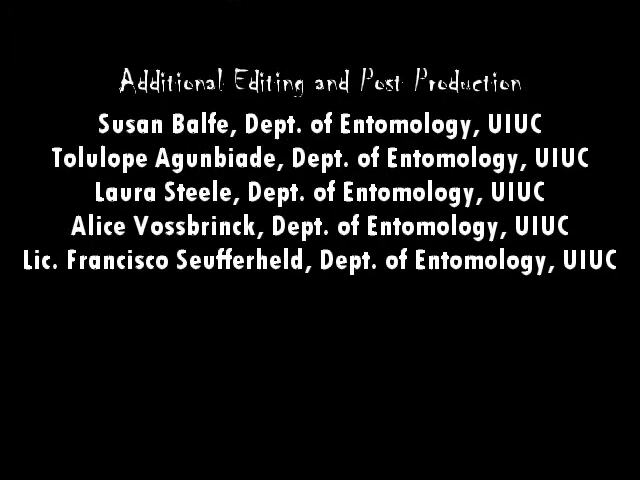 Additional Editing and Post Production
Susan Balfe, Dept. of Entomology, UIUC
Tolulope Agunbiade, Dept. of Entomology, UIUC
Laura Steele, Dept. of Entomology, UIUC
Alice Vossbrinck, Dept. of Entomology, UIUC
Lic. Francisco Seufferheld, Dept. of Entomology, UIUC